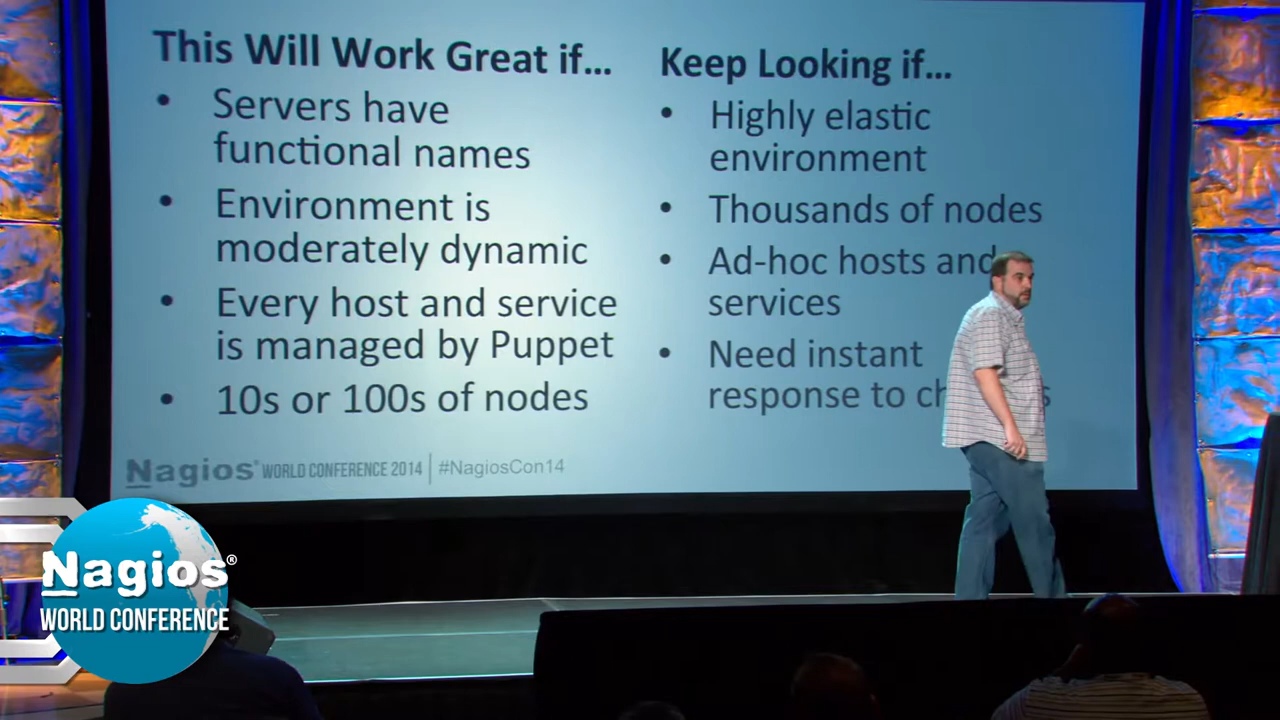 This Will Work Great if...
• Servers have
functional names
• Environment is
moderately dynamic
• Every host and service
is managed by Puppet
• 10s or 100s of nodes
Keep Looking if...
• Highly elastic
environment
• Thousands of nodes
• Ad-hoc hosts and
services
• Need instant
response to
Nagios® WORLD CONFERENCE 2014 | #NagiosCon14
Nagios®
WORLD CONFERENCE